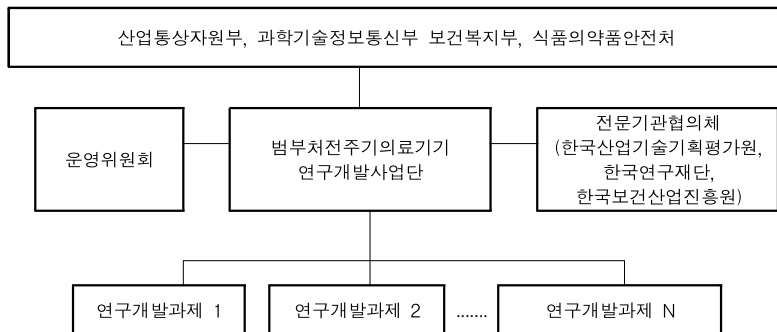 산업통상자원부, 과학기술정보통신부 보건복지부, 식품의약품안전처
운영위원회
범부처전주기의료기기
연구개발사업단
전문기관협의체
(한국산업기술기획평가원,
한국연구재단,
한국보건산업진흥원)
연구개발과제 1
연구개발과제 2
.......
연구개발과제 N